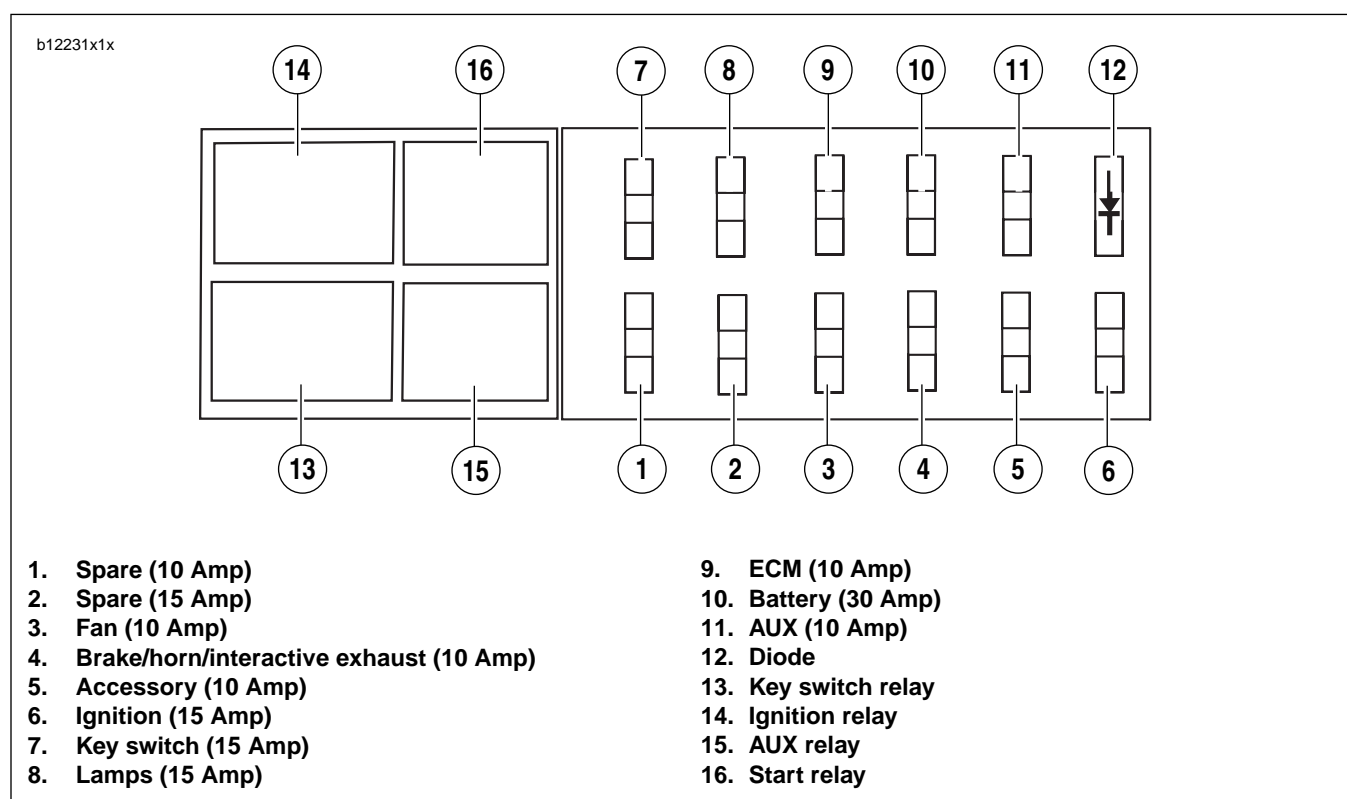 b12231x1x
14 16 7 8 9 10 11 12
13 15 1 2 3 4 5 6
1. Spare (10 Amp)
2. Spare (15 Amp)
3. Fan (10 Amp)
4. Brake/horn/interactive exhaust (10 Amp)
5. Accessory (10 Amp)
6. Ignition (15 Amp)
7. Key switch (15 Amp)
8. Lamps (15 Amp)
9. ECM (10 Amp)
10. Battery (30 Amp)
11. AUX (10 Amp)
12. Diode
13. Key switch relay
14. Ignition relay
15. AUX relay
16. Start relay